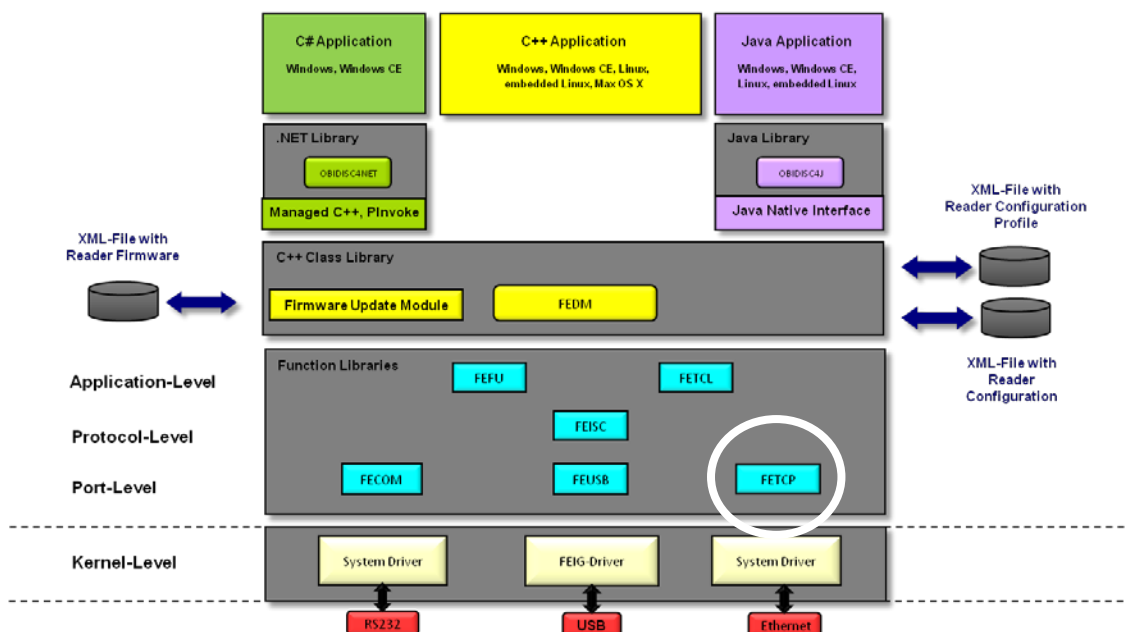 C# Application
Windows, Windows CE
C++ Application
Windows, Windows CE, Linux,
embedded Linux, Max OS X
Java Application
Windows, Windows CE,
Linux, embedded Linux
.NET Library
OBIDISC4NET
Managed C++, PInvoke
Java Library
OBIDISC4J
Java Native Interface
XML-File with
Reader Firmware
XML-File with
Reader Configuration
Profile
C++ Class Library
Firmware Update Module
FEDM
XML-File with
Reader
Configuration
Function Libraries
Application-Level
FEFU
FETCL
Protocol-Level
FEISC
Port-Level
FECOM
FEUSB
FETCP
Kernel-Level
System Driver
FEIG-Driver
System Driver
RS232
USB
Ethernet